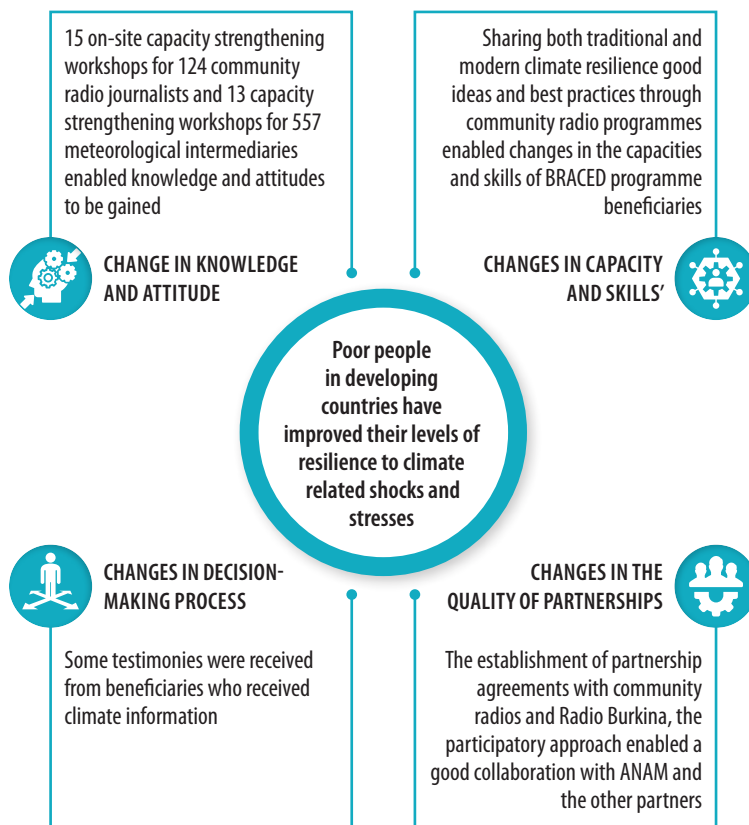 15 on-site capacity strengthening
workshops for 124 community
radio journalists and 13 capacity
strengthening workshops for 557
meteorological intermediaries
enabled knowledge and attitudes
to be gained
CHANGE IN KNOWLEDGE
AND ATTITUDE
Sharing both traditional and
modern climate resilience good
ideas and best practices through
community radio programmes
enabled changes in the capacities
and skills of BRACED programme
beneficiaries
CHANGES IN CAPACITY
AND SKILLS’
Poor people
in developing
countries have
improved their levels of
resilience to climate
related shocks and
stresses
CHANGES IN DECISION-
MAKING PROCESS
Some testimonies were received
from beneficiaries who received
climate information
CHANGES IN THE
QUALITY OF PARTNERSHIPS
The establishment of partnership
agreements with community
radios and Radio Burkina, the
participatory approach enabled a
good collaboration with ANAM and
the other partners